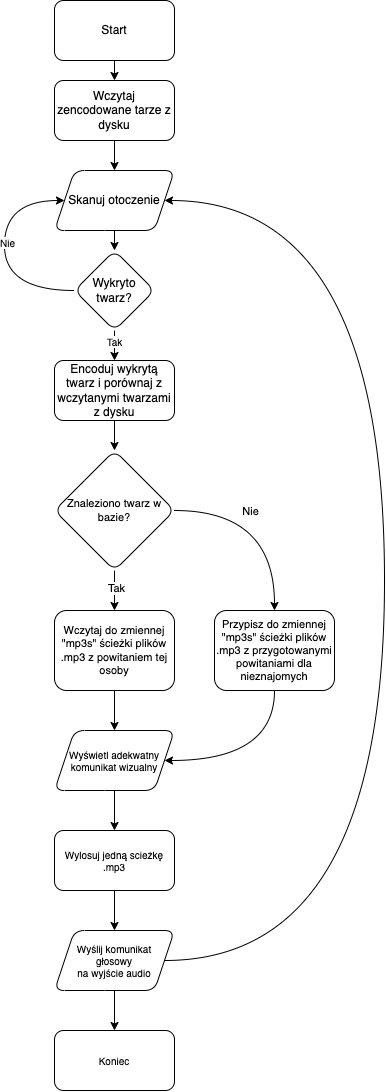 Start
Wczytaj
zencodowane tarze z
dysku
Skanuj otoczenie
Nie
Wykryto
twarz?
Tak
Encoduj wykrytą
twarz i porównaj z
wczytanymi twarzami
z dysku
Znaleziono twarz w
bazie?
Nie
Tak
Wczytaj do zmiennej
"mp3s" ścieżki plików
.mp3 z powitaniem tej
osoby
Przypisz do zmiennej
"mp3s" ścieżki plików
.mp3 z przygotowanymi
powitaniami dla
nieznajomych
Wyświetl adekwatny
komunikat wizualny
Wylosuj jedną scieżkę
.mp3
Wyślij komunikat
głosowy
na wyjście audio
Koniec